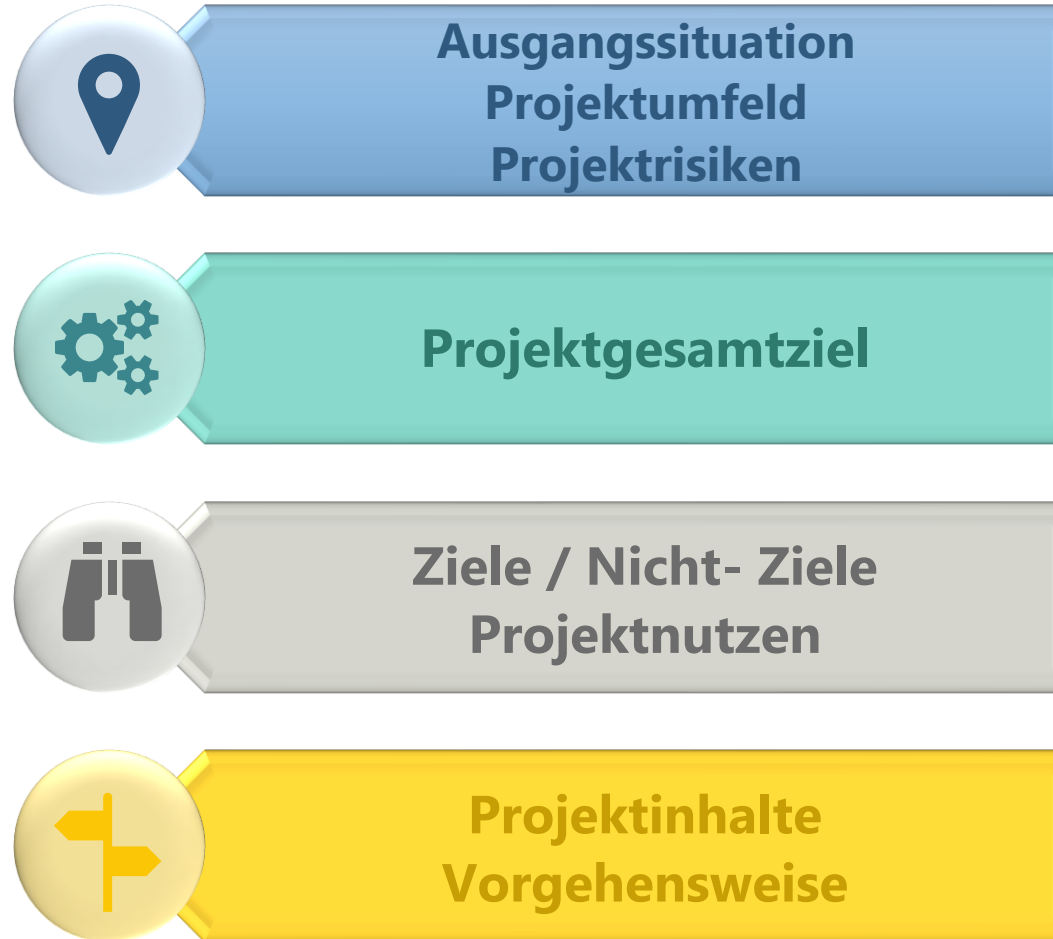 Ausgangssituation
Projektumfeld
Projektrisiken
Projektgesamtziel
Ziele / Nicht- Ziele
Projektnutzen
Projektinhalte
Vorgehensweise